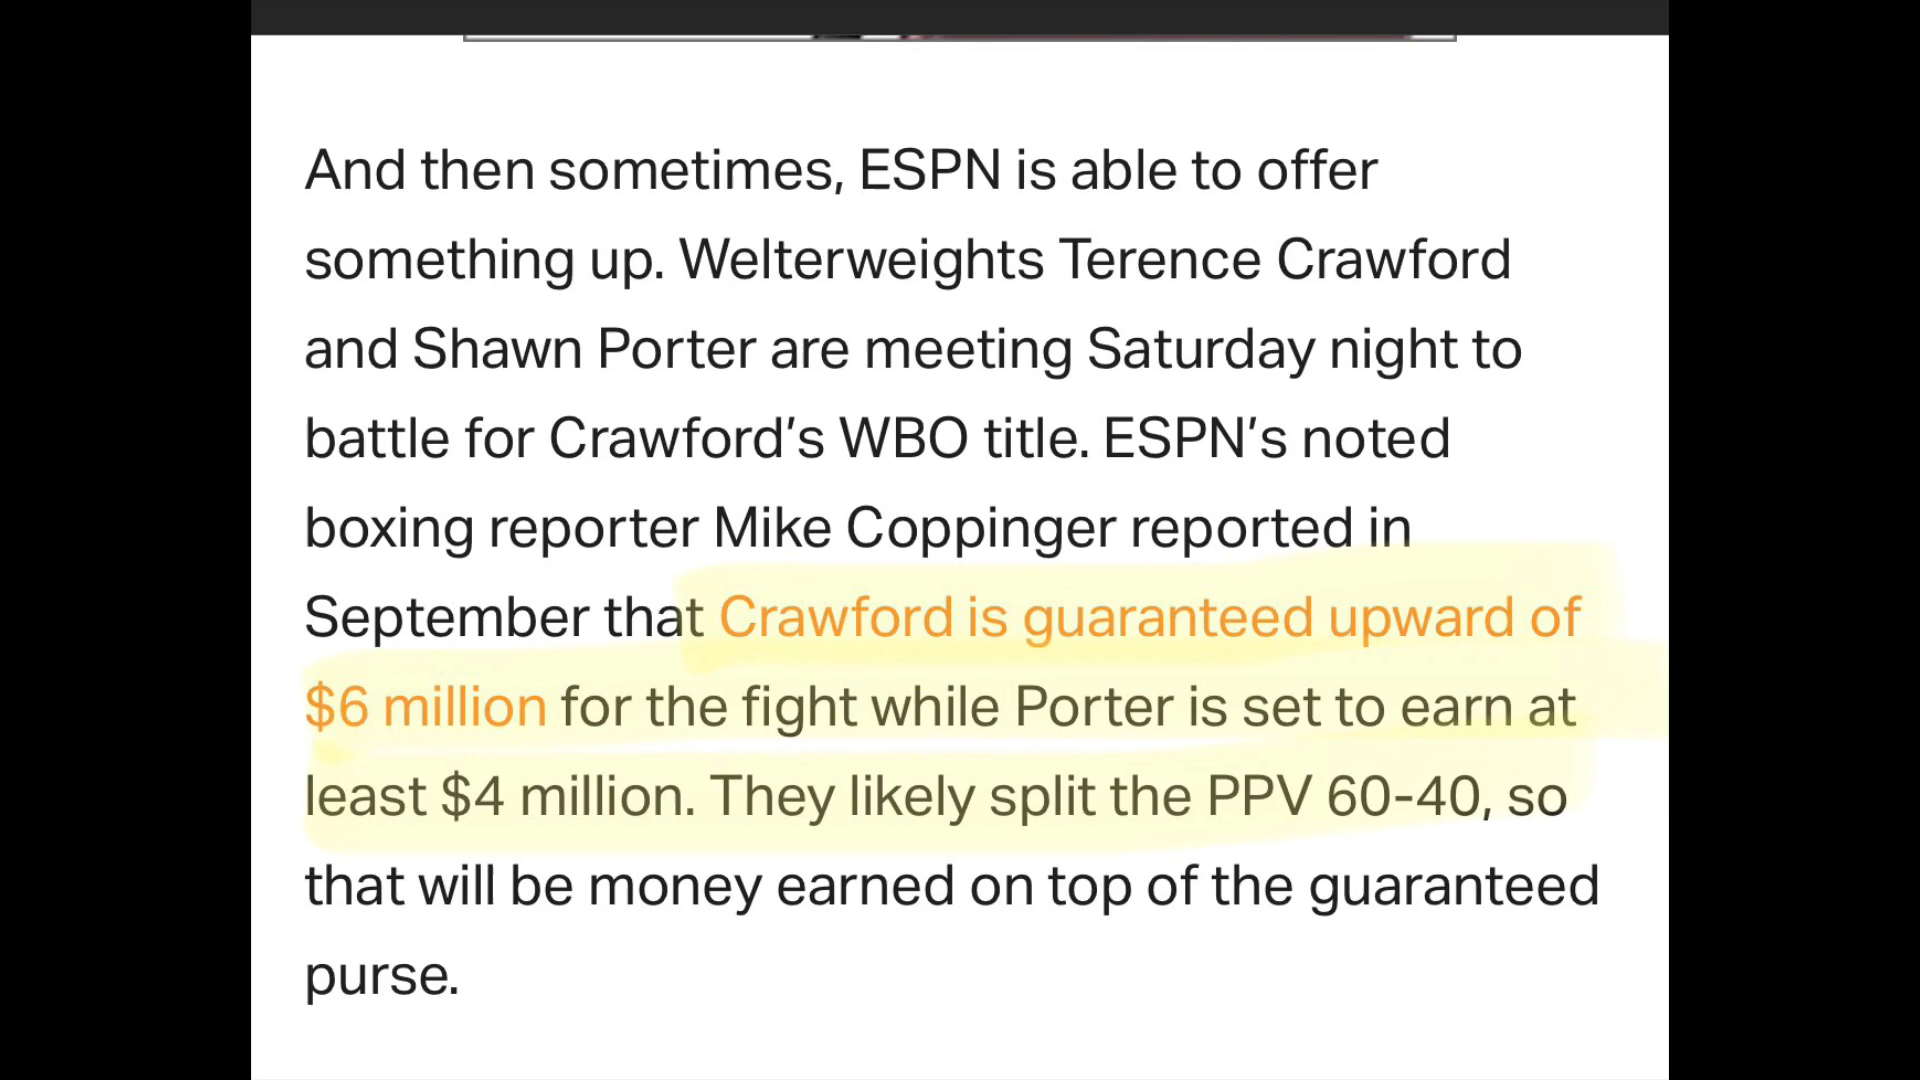 And then sometimes, ESPN is able to offer
something up. Welterweights Terence Crawford
and Shawn Porter are meeting Saturday night to
battle for Crawford’s WBO title. ESPN’s noted
boxing reporter Mike Coppinger reported in
September that Crawford is guaranteed upward of
$6 million for the fight while Porter is set to earn at
least $4 million. They likely split the PPV 60-40, so
that will be money earned on top of the guaranteed
purse.